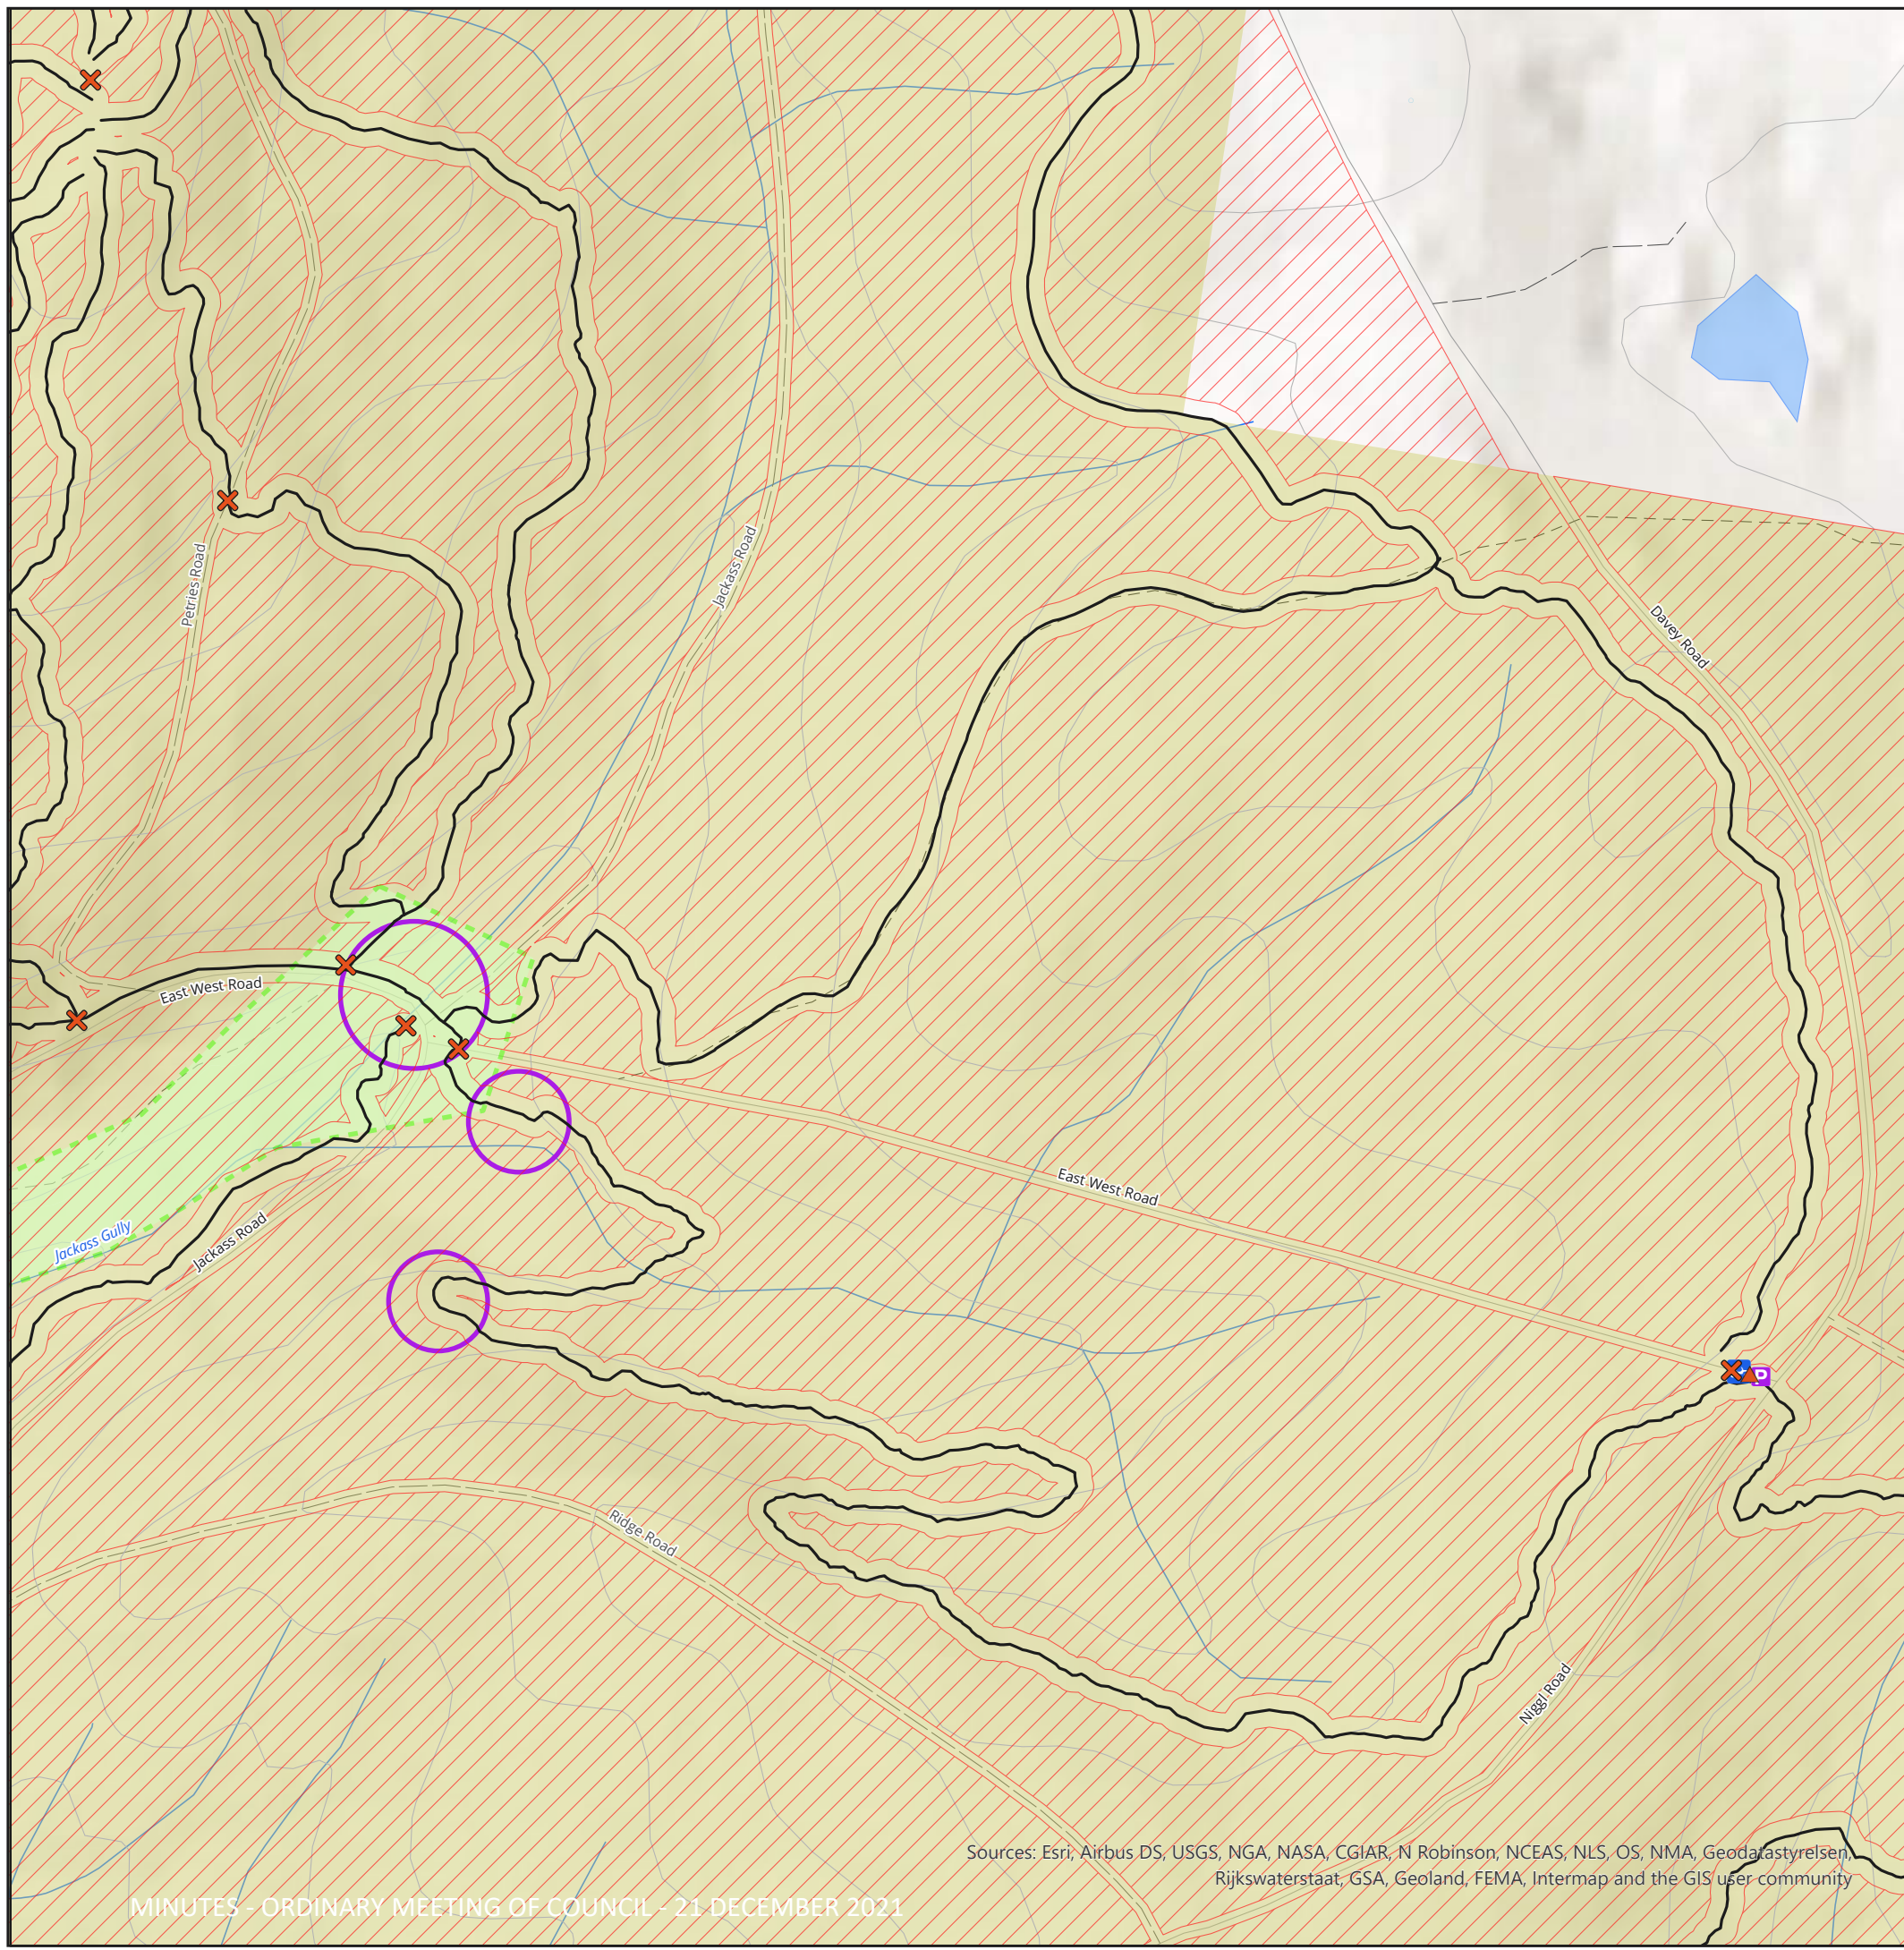 Petries Road
Jackass Road
Davey Road
East West Road
East West Road
Jackass Gully
Jackass Road
P
Ridge Road
Niggl Road
Sources: Esri, Airbus DS, USGS, NGA, NASA, CGIAR, N Robinson, NCEAS, NLS, OS, NMA, Geodatastyrelsen,
Rijkswaterstaat, GSA, Geoland, FEMA, Intermap and the GIS user community
MINUTES - ORDINARY MEETING OF COUNCIL - 21 DECEMBER 2021